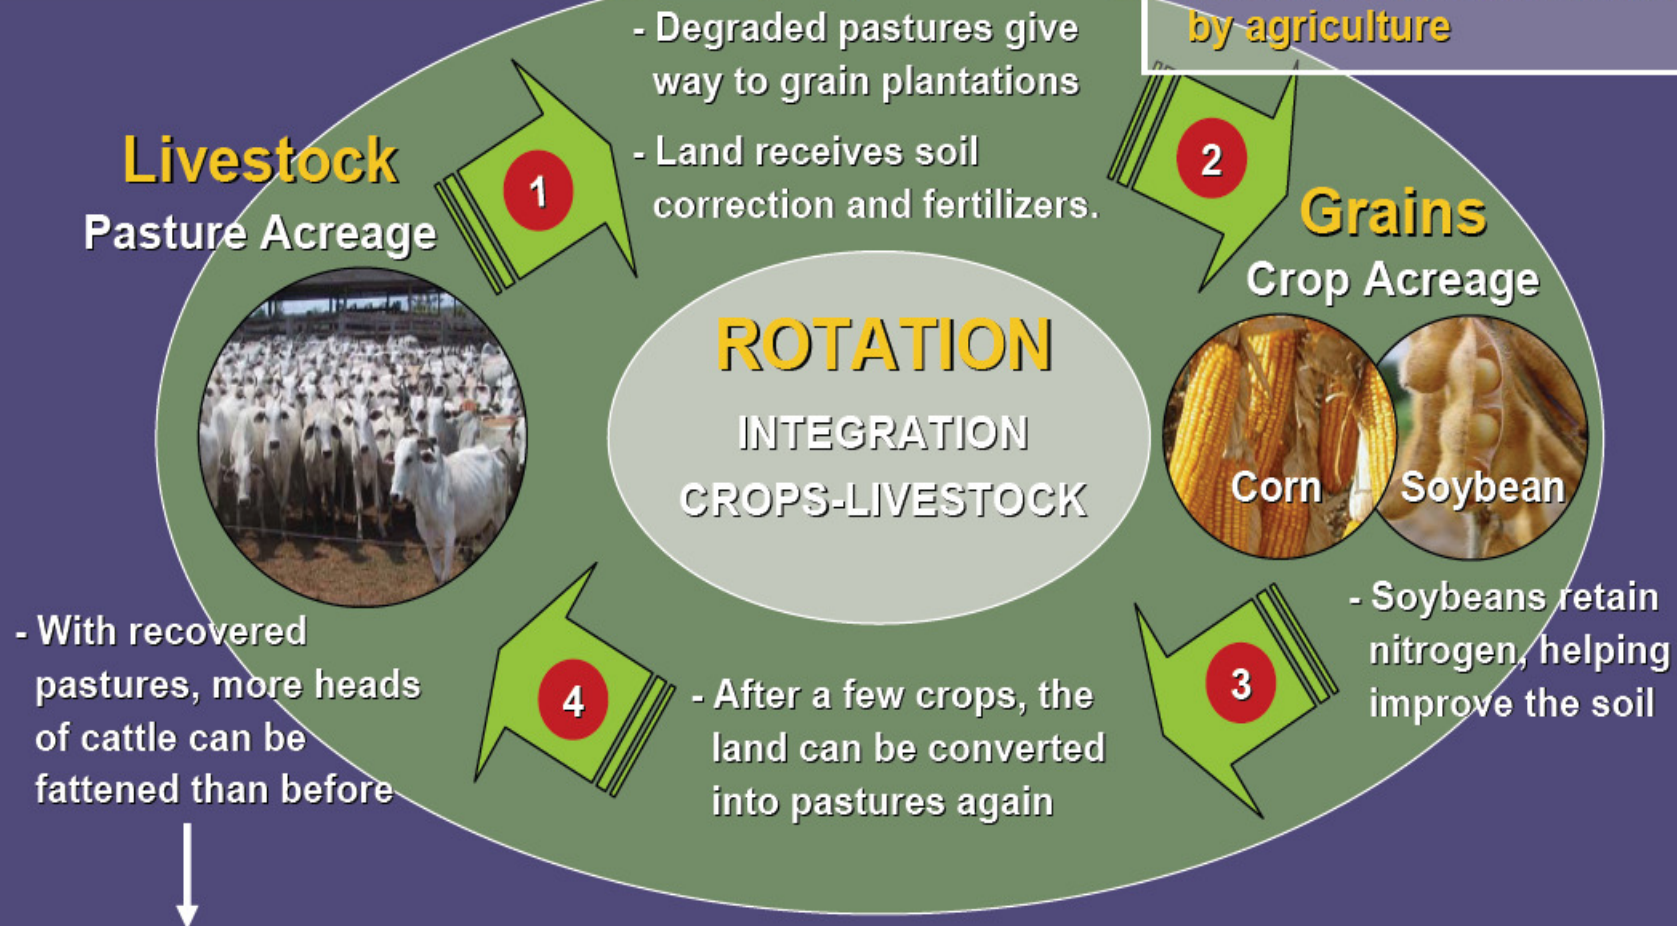 by agriculture
- Degraded pastures give
way to grain plantations
- Land receives soil
correction and fertilizers.
1
2
Livestock
Pasture Acreage
Grains
Crop Acreage
ROTATION
INTEGRATION
CROPS-LIVESTOCK
Corn
Soybean
- Soybeans retain
nitrogen, helping
improve the soil
3
- After a few crops, the
land can be converted
into pastures again
4
- With recovered
pastures, more heads
of cattle can be
fattened than before